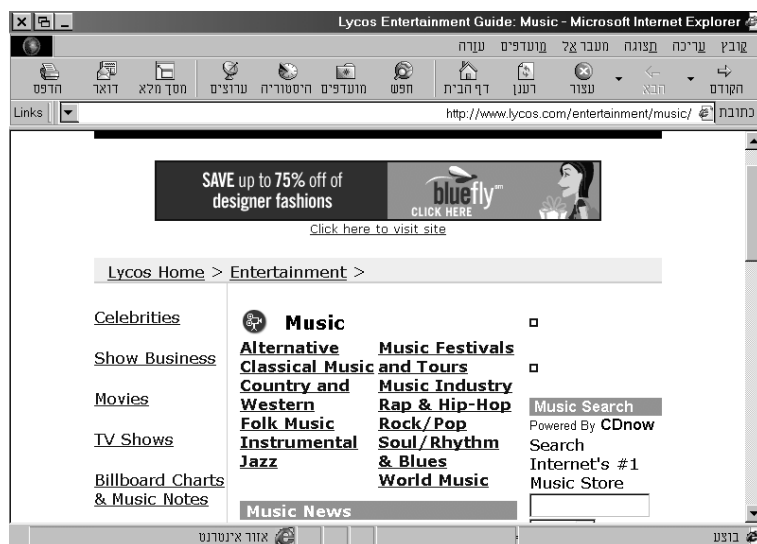 Lycos Entertainment Guide: Music - Microsoft Internet Explorer
קובץ עריכה תצוגה מעבר אל מועדפים עזרה
הקודם הבא עצור רענן דף הבית חפש מועדפים היסטוריה ערוצים מסך מלא דואר הדפס
כתובת http://www.lycos.com/entertainment/music/ Links
SAVE up to 75% off of
designer fashions
bluefly℠
CLICK HERE
Click here to visit site
Lycos Home > Entertainment >
Celebrities
Show Business
Movies
TV Shows
Billboard Charts
& Music Notes
Music
Alternative
Classical Music
Country and
Western
Folk Music
Instrumental
Jazz
Music Festivals
and Tours
Music Industry
Rap & Hip-Hop
Rock/Pop
Soul/Rhythm
& Blues
World Music
Music News
Music Search
Powered By CDnow
Search
Internet's #1
Music Store
בוצע
אזור אינטרנט